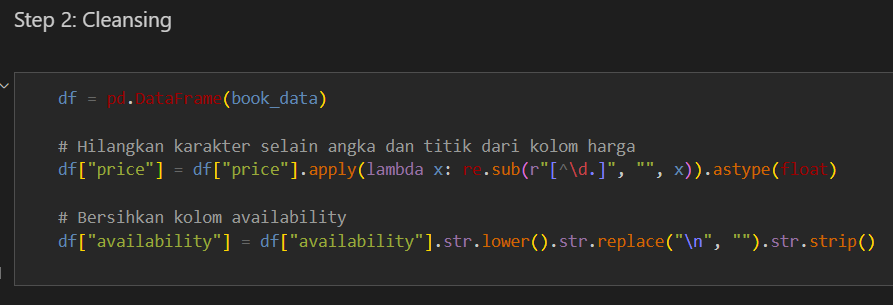 Step 2: Cleansing
df = pd.DataFrame(book_data)
# Hilangkan karakter selain angka dan titik dari kolom harga
df["price"] = df["price"].apply(lambda x: re.sub(r"[^\d.]", "", x)).astype(float)
# Bersihkan kolom availability
df["availability"] = df["availability"].str.lower().str.replace("\n", "").str.strip()